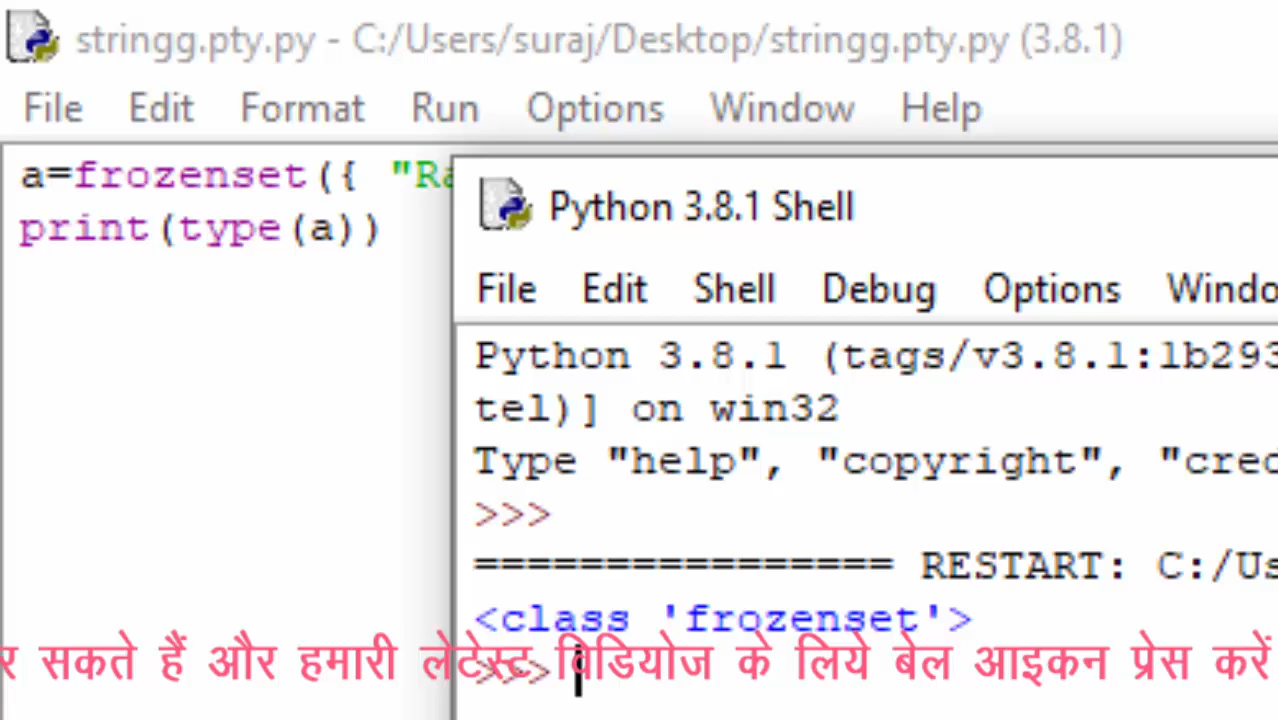 stringg.pty.py - C:/Users/suraj/Desktop/stringg.pty.py (3.8.1)
File Edit Format Run Options Window Help
a=frozenset({ "Ra
print(type(a))
Python 3.8.1 Shell
File Edit Shell Debug Options Windo
Python 3.8.1 (tags/v3.8.1:1b293
tel)] on win32
Type "help", "copyright", "cred
>>>
================ RESTART: C:/Us
<class 'frozenset'>
>>>
र सकते हैं और हमारी लेटेस्ट विडियोज के लिये बेल आइकन प्रेस करें